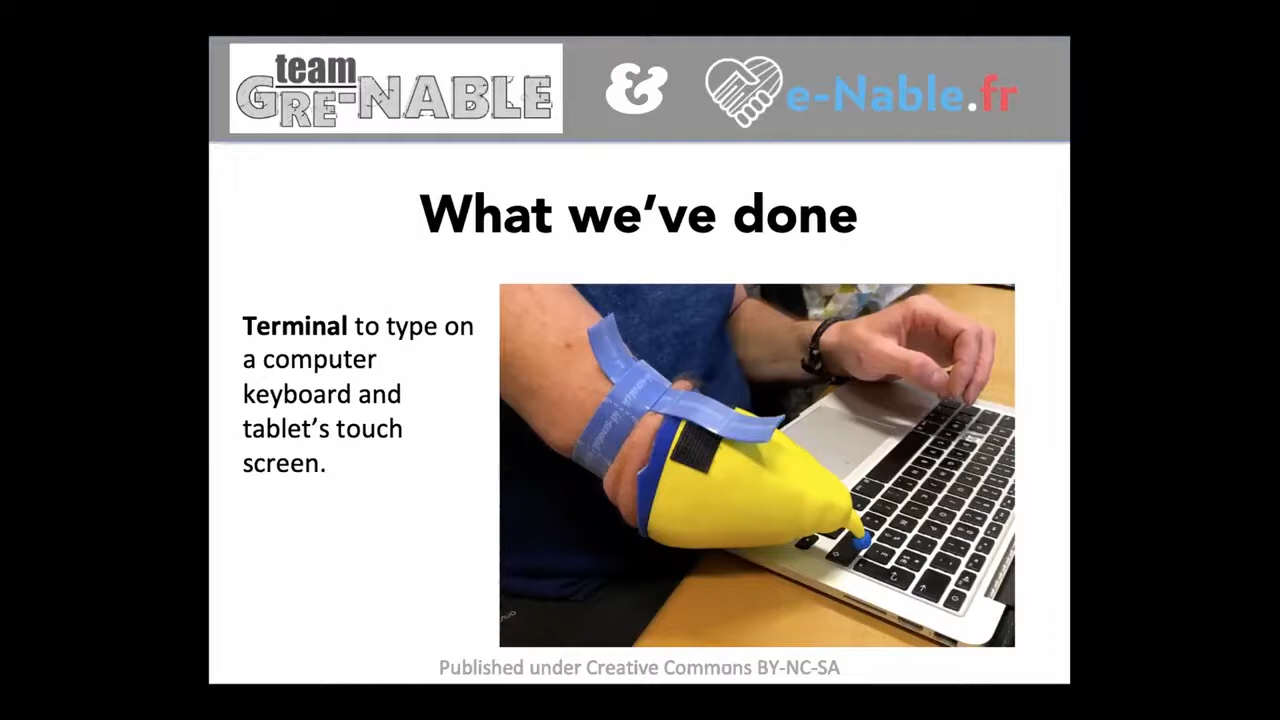 team
GRE-NABLE
&
e-Nable.fr
What we've done
Terminal to type on
a computer
keyboard and
tablet's touch
screen.
Published under Creative Commons BY-NC-SA